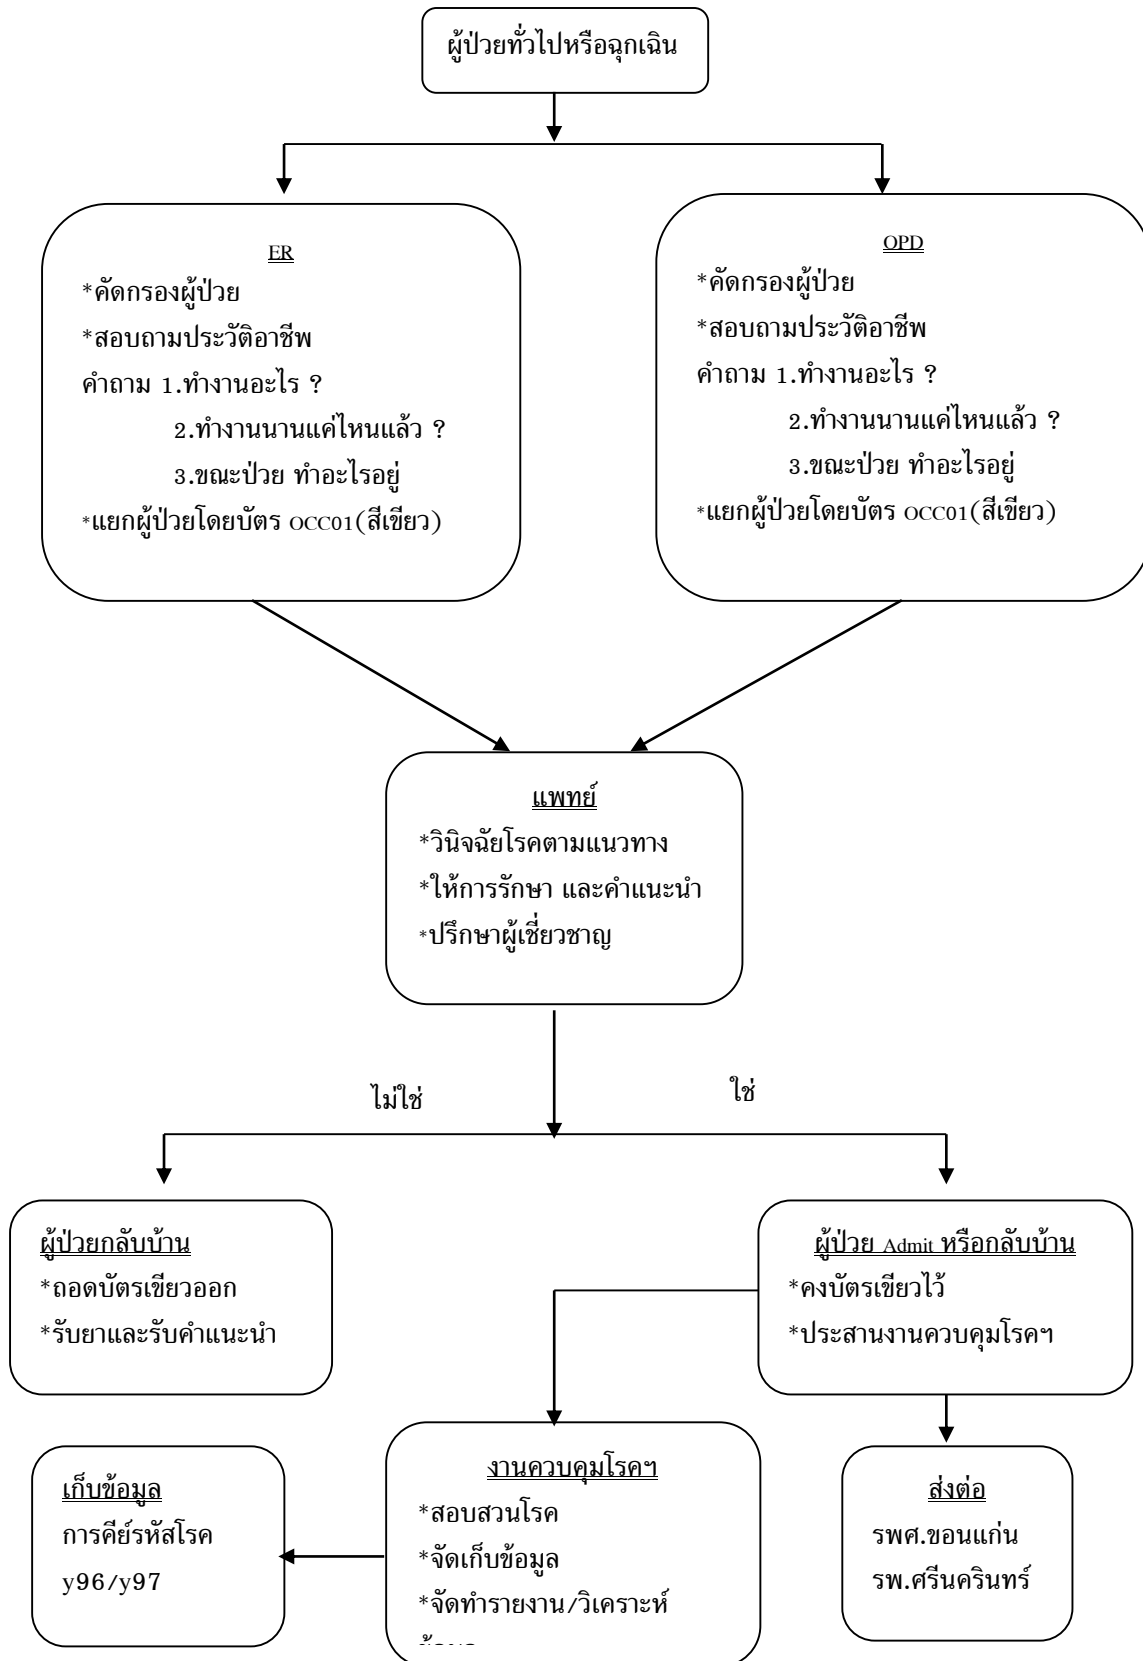 ผู้ป่วยทั่วไปหรือฉุกเฉิน
ER
*คัดกรองผู้ป่วย
*สอบถามประวัติอาชีพ
คำถาม 1.ทำงานอะไร ?
2.ทำงานนานแค่ไหนแล้ว ?
3.ขณะป่วย ทำอะไรอยู่
*แยกผู้ป่วยโดยบัตร OCC01(สีเขียว)
OPD
*คัดกรองผู้ป่วย
*สอบถามประวัติอาชีพ
คำถาม 1.ทำงานอะไร ?
2.ทำงานนานแค่ไหนแล้ว ?
3.ขณะป่วย ทำอะไรอยู่
*แยกผู้ป่วยโดยบัตร OCC01(สีเขียว)
แพทย์
*วินิจฉัยโรคตามแนวทาง
*ให้การรักษา และคำแนะนำ
*ปรึกษาผู้เชี่ยวชาญ
ไม่ใช่
ใช่
ผู้ป่วยกลับบ้าน
*ถอดบัตรเขียวออก
*รับยาและรับคำแนะนำ
ผู้ป่วย Admit หรือกลับบ้าน
*คงบัตรเขียวไว้
*ประสานงานควบคุมโรคฯ
เก็บข้อมูล
การคีย์รหัสโรค
y96/y97
งานควบคุมโรคฯ
*สอบสวนโรค
*จัดเก็บข้อมูล
*จัดทำรายงาน/วิเคราะห์
ส่งต่อ
รพศ.ขอนแก่น
รพ.ศรีนครินทร์